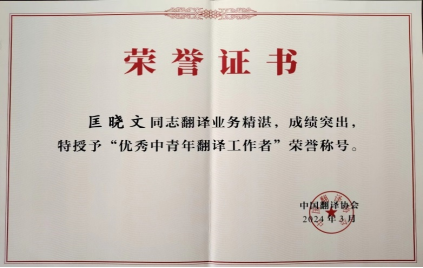 荣誉证书
匡晓文同志翻译业务精湛，成绩突出，
特授予“优秀中青年翻译工作者”荣誉称号。
中国翻译协会
2024年3月